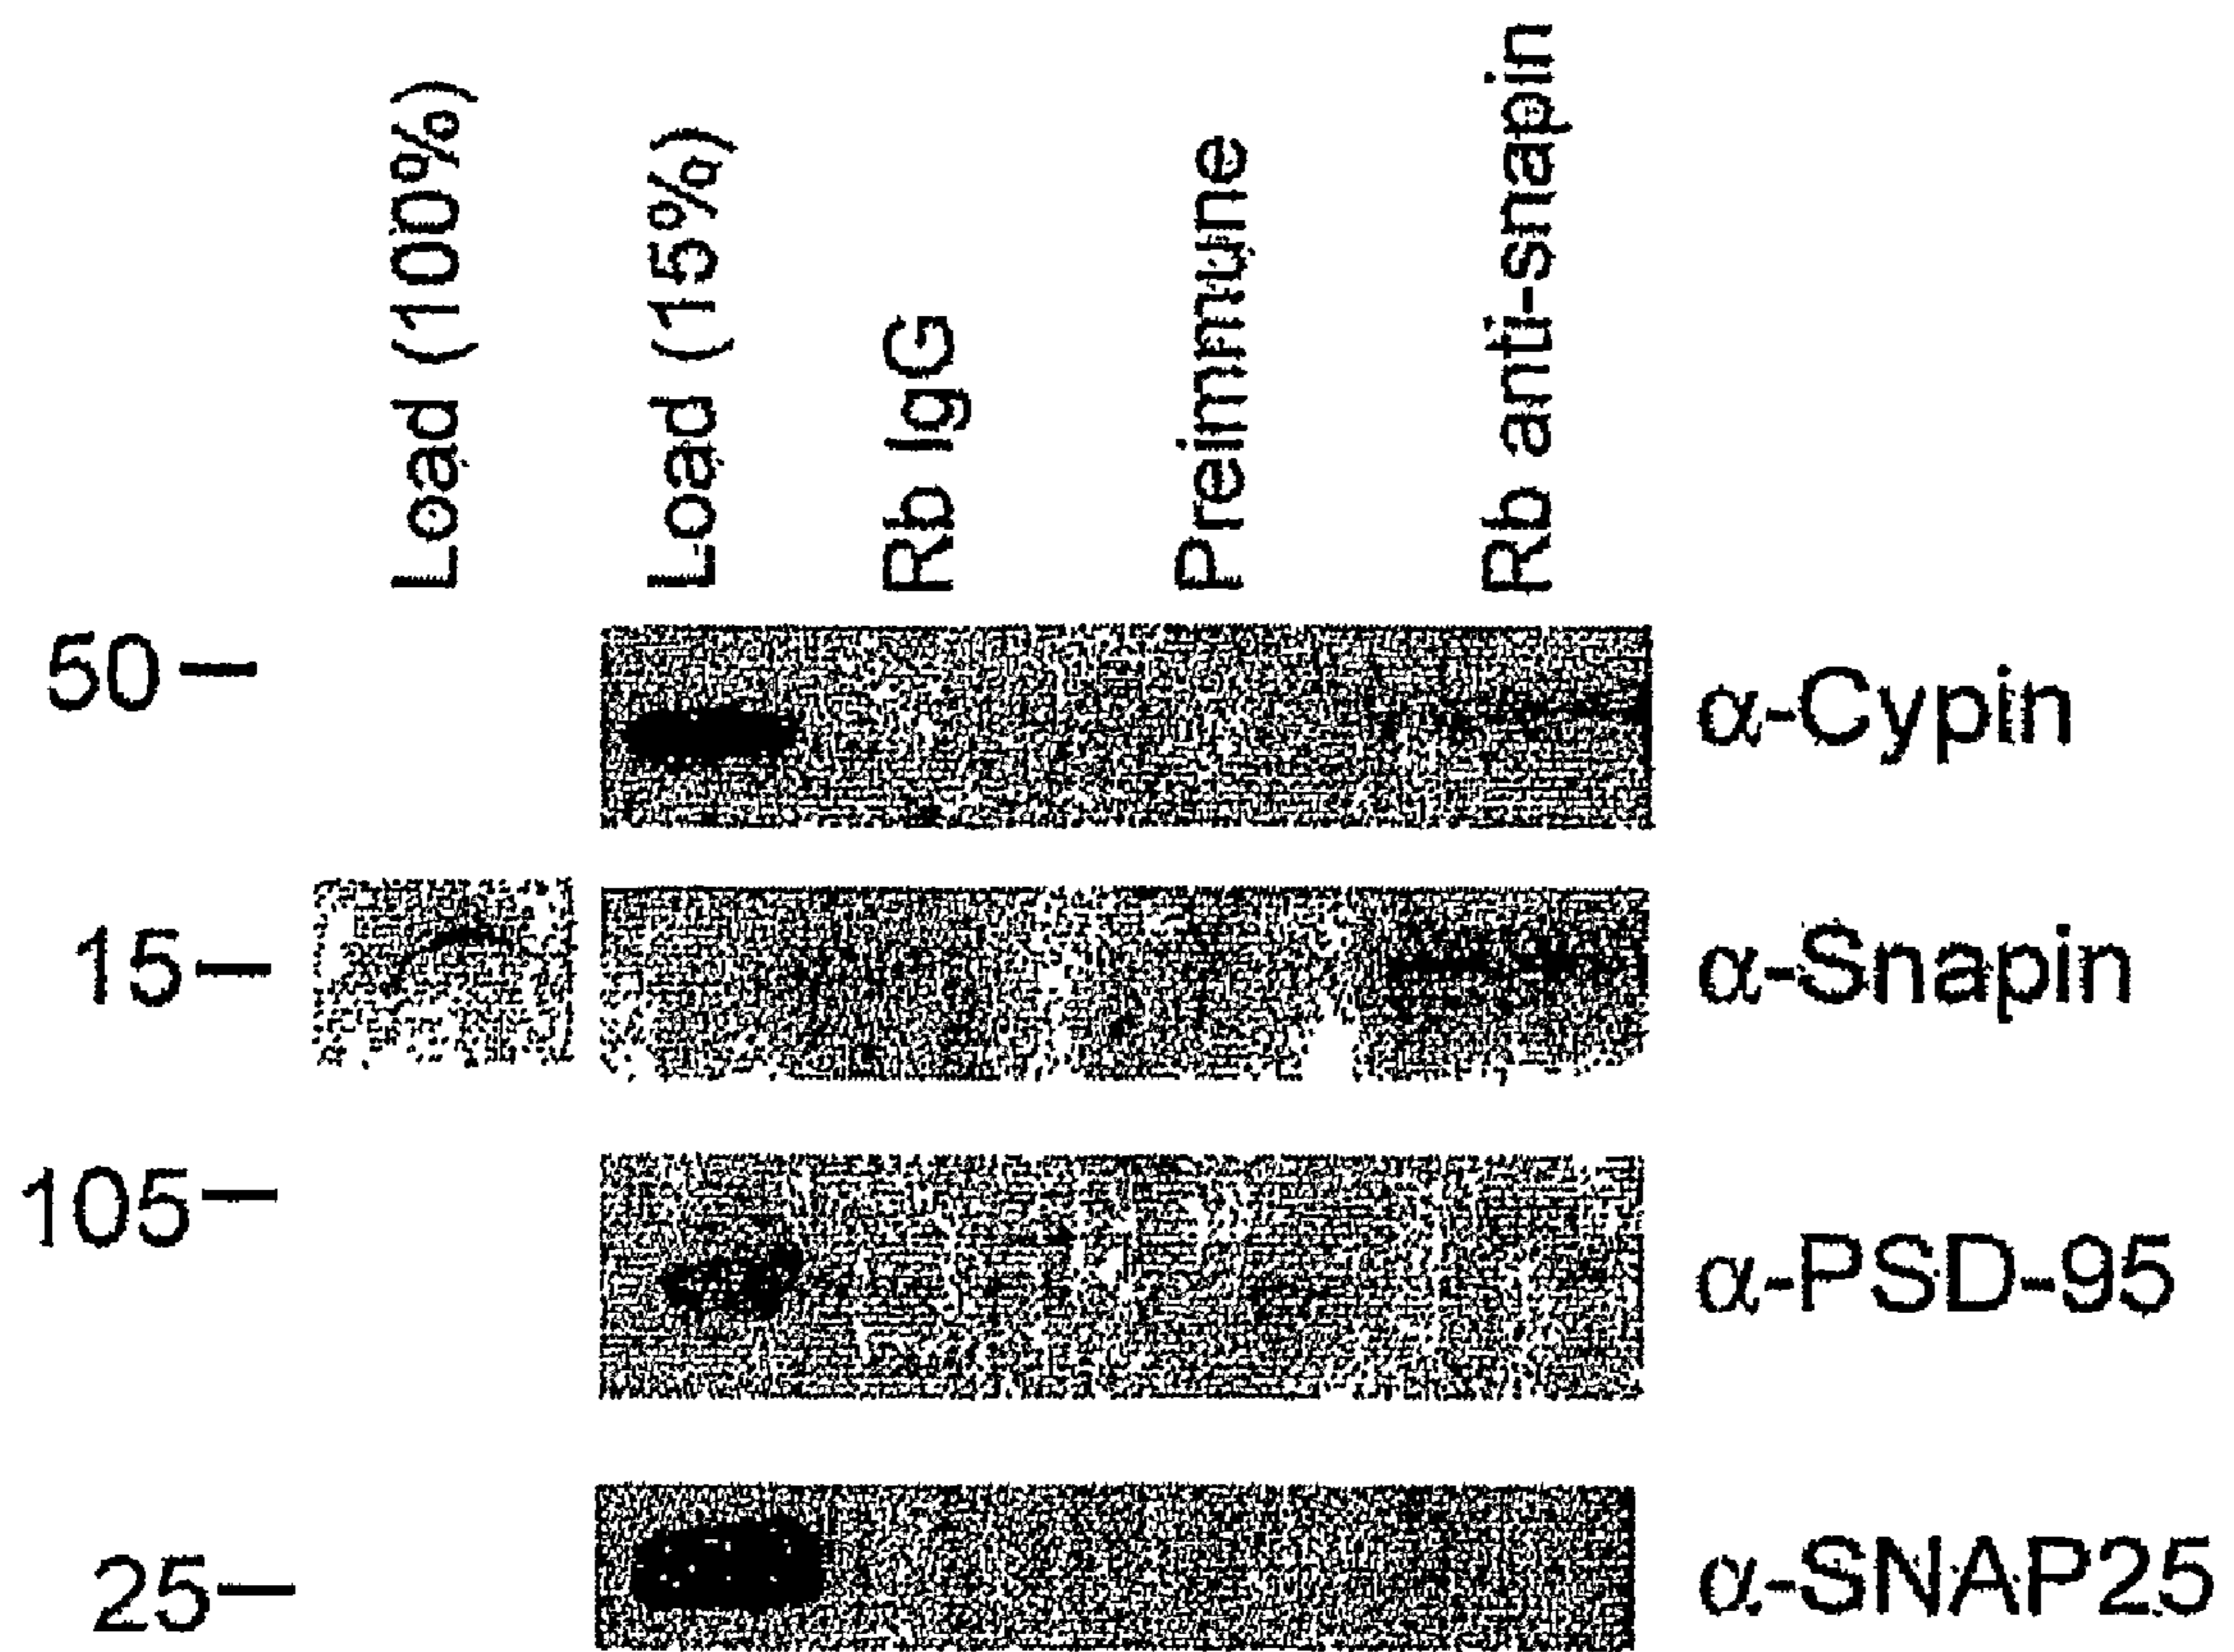 Load (100%)
Load (15%)
Rb IgG
Preimmune
Rb anti-snapin
50
α-Cypin
15
α-Snapin
105
α-PSD-95
25
α-SNAP25